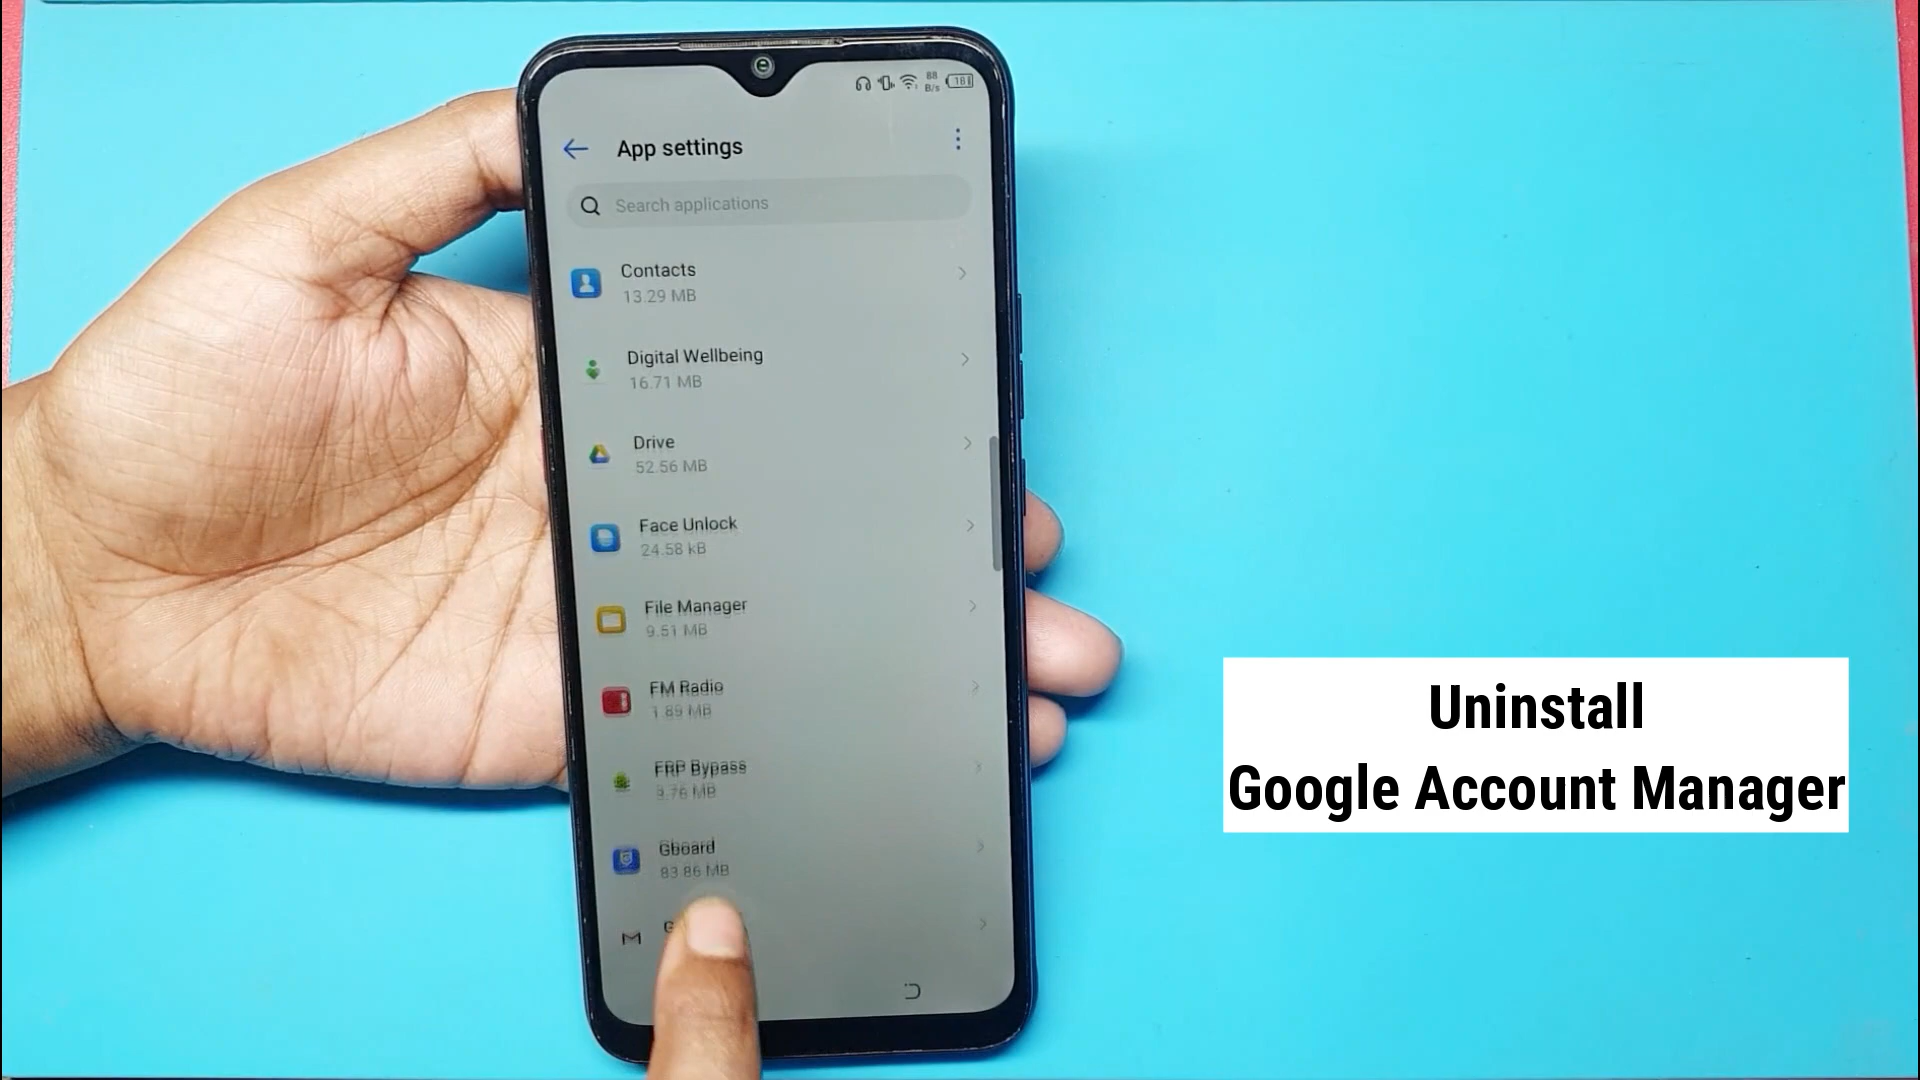 88
B/s
18
App settings
Search applications
Contacts
13.29 MB
Digital Wellbeing
16.71 MB
Drive
52.56 MB
Face Unlock
24.58 kB
File Manager
9.51 MB
FM Radio
1.89 MB
FRP Bypass
3.76 MB
Gboard
83.86 MB
G
Uninstall
Google Account Manager